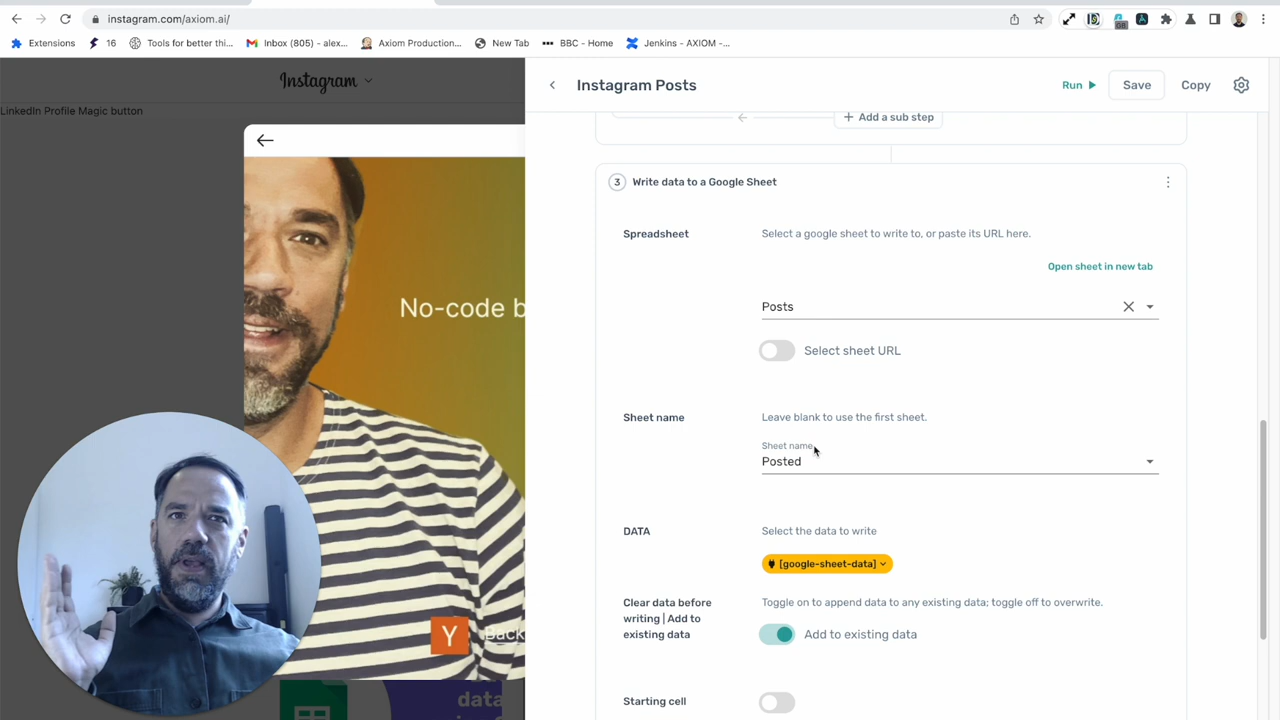 instagram.com/axiom.ai/
08
Extensions
16
Tools for better thi...
Inbox (805) - alex...
Axiom Production...
New Tab
BBC - Home
Jenkins - AXIOM -...
Instagram
LinkedIn Profile Magic button
No-code b
Y
Back
data
Instagram Posts
Run
Save
Copy
+ Add a sub step
3 Write data to a Google Sheet
Spreadsheet
Select a google sheet to write to, or paste its URL here.
Open sheet in new tab
Posts
Select sheet URL
Sheet name
Leave blank to use the first sheet.
Sheet name
Posted
DATA
Select the data to write
[google-sheet-data]
Clear data before
writing | Add to
existing data
Toggle on to append data to any existing data; toggle off to overwrite.
Add to existing data
Starting cell